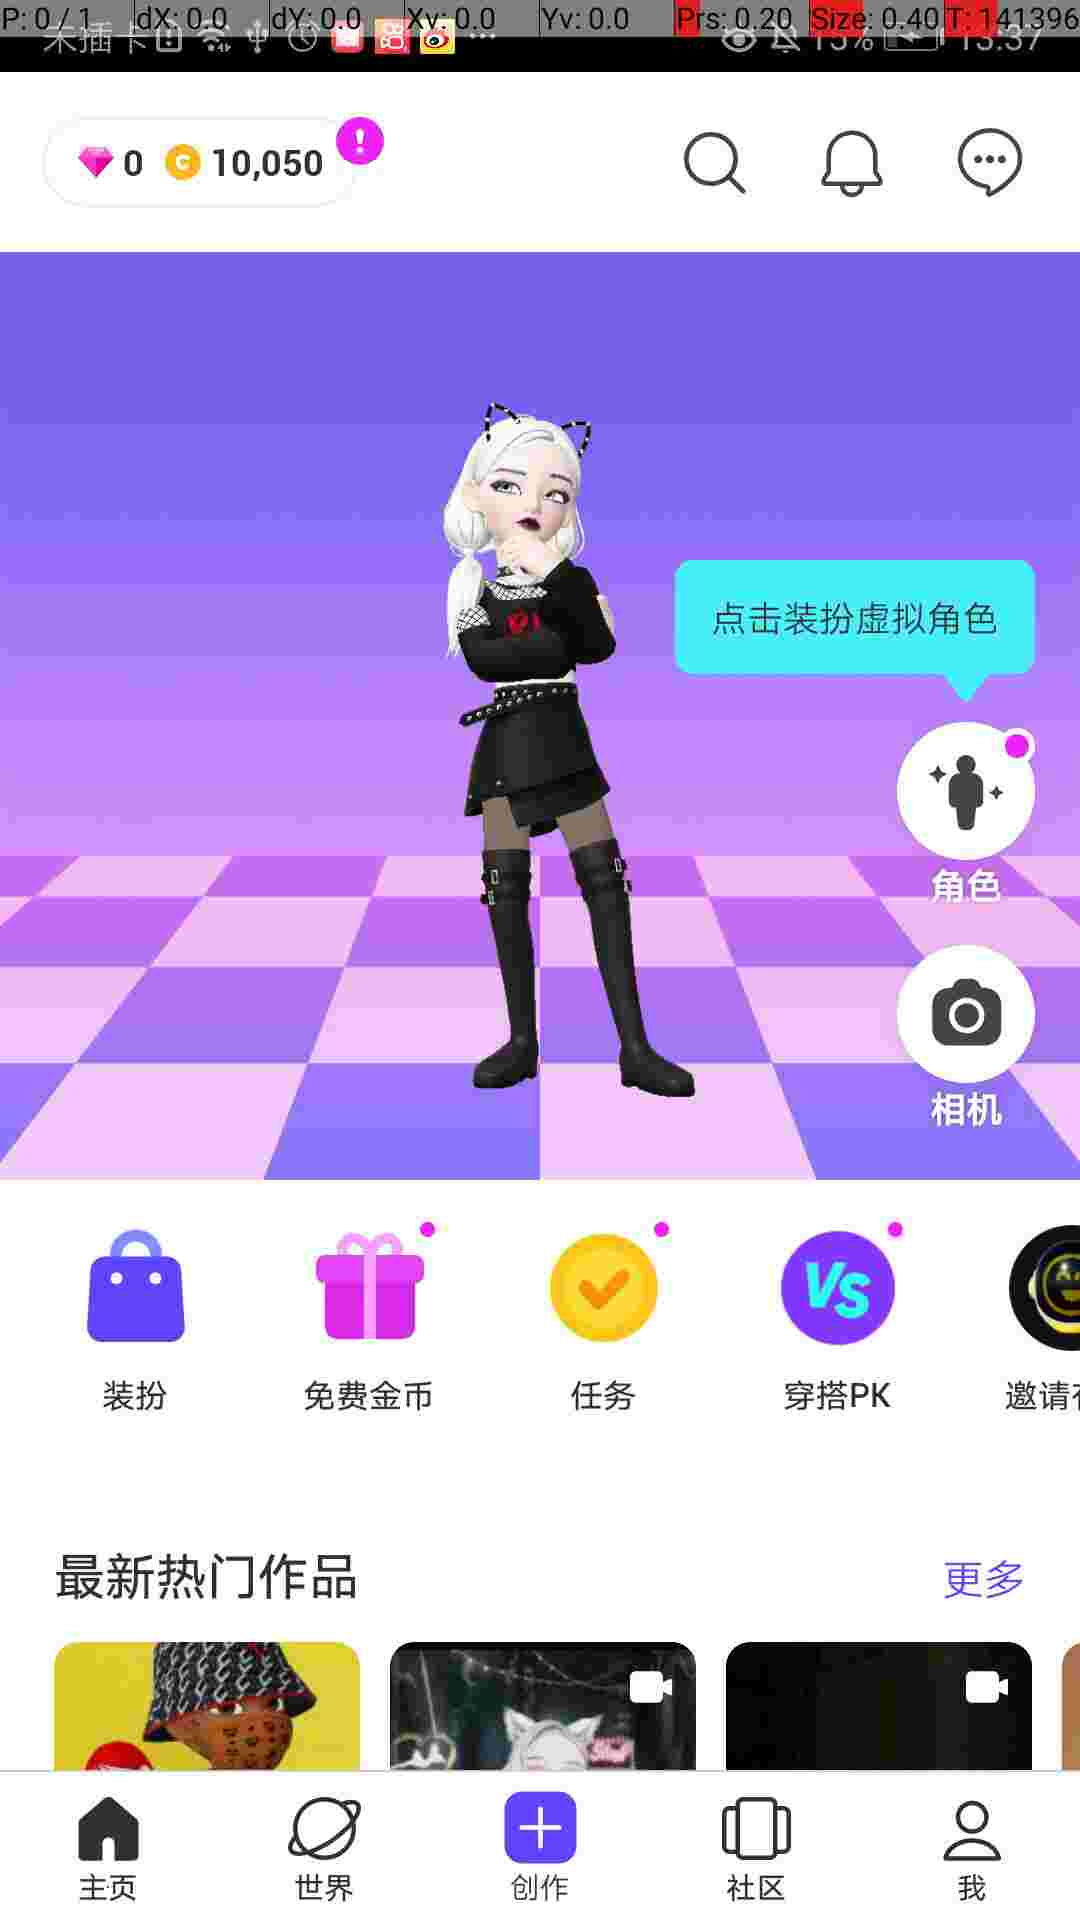 P: 0 / 1 dX: 0.0 dY: 0.0 Xv: 0.0 Yv: 0.0 Prs: 0.20 Size: 0.40 T: 141396
未插卡 15% 15:37
0 10,050
点击装扮虚拟角色
角色
相机
VS
装扮 免费金币 任务 穿搭PK 邀请
最新热门作品 更多
主页 世界 创作 社区 我